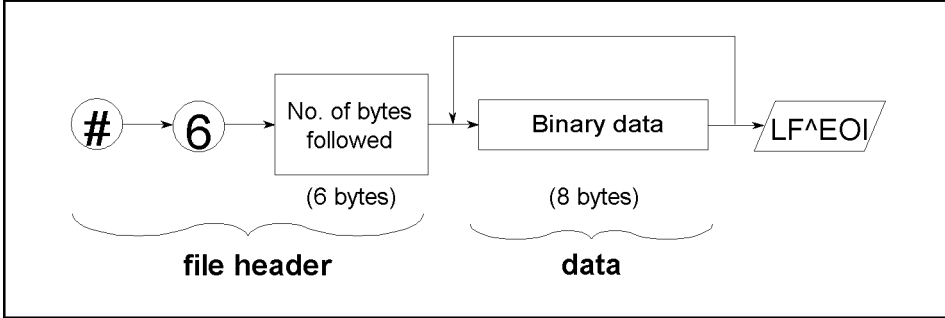 #
6
No. of bytes
followed
Binary data
LF^EOI
(6 bytes)
(8 bytes)
file header
data